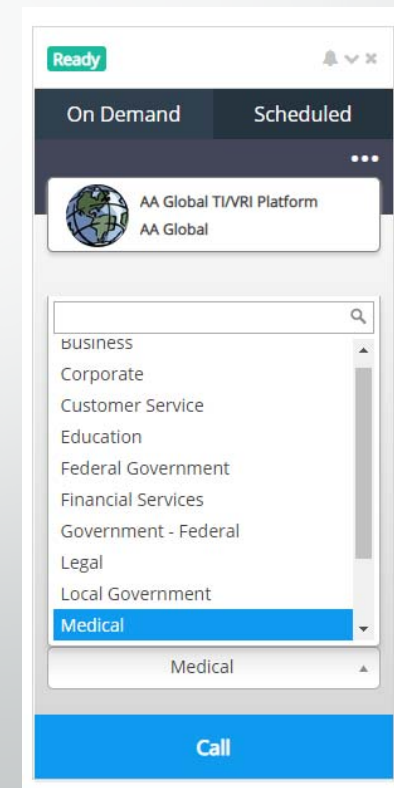 Ready
On Demand
Scheduled
AA Global TI/VRI Platform
AA Global
Business
Corporate
Customer Service
Education
Federal Government
Financial Services
Government - Federal
Legal
Local Government
Medical
Medical
Call